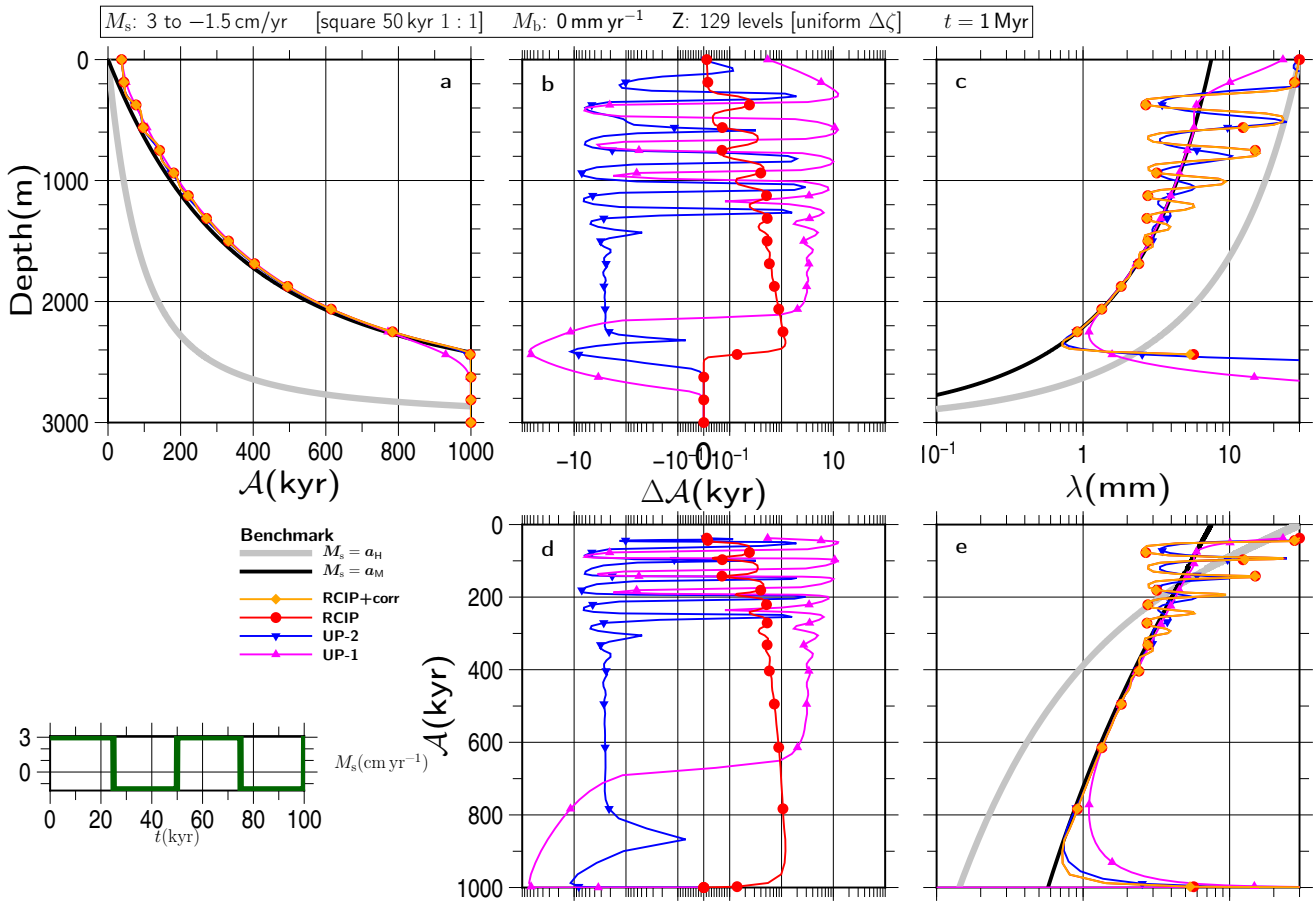 Mₛ: 3 to −1.5 cm/yr [square 50 kyr 1 : 1] M_b: 0 mm yr⁻¹ Z: 129 levels [uniform Δζ] t = 1 Myr
a
b
c
0
1000
2000
3000
Depth(m)
0 200 400 600 800 1000
𝒜(kyr)
−10 −10⁻¹ 0 10⁻¹ 10
Δ𝒜(kyr)
10⁻¹ 1 10
λ(mm)
Benchmark
Mₛ = a_H
Mₛ = a_M
RCIP+corr
RCIP
UP-2
UP-1
d
e
0
200
400
600
800
1000
𝒜(kyr)
3
0
Mₛ(cm yr⁻¹)
0 20 40 60 80 100
t(kyr)